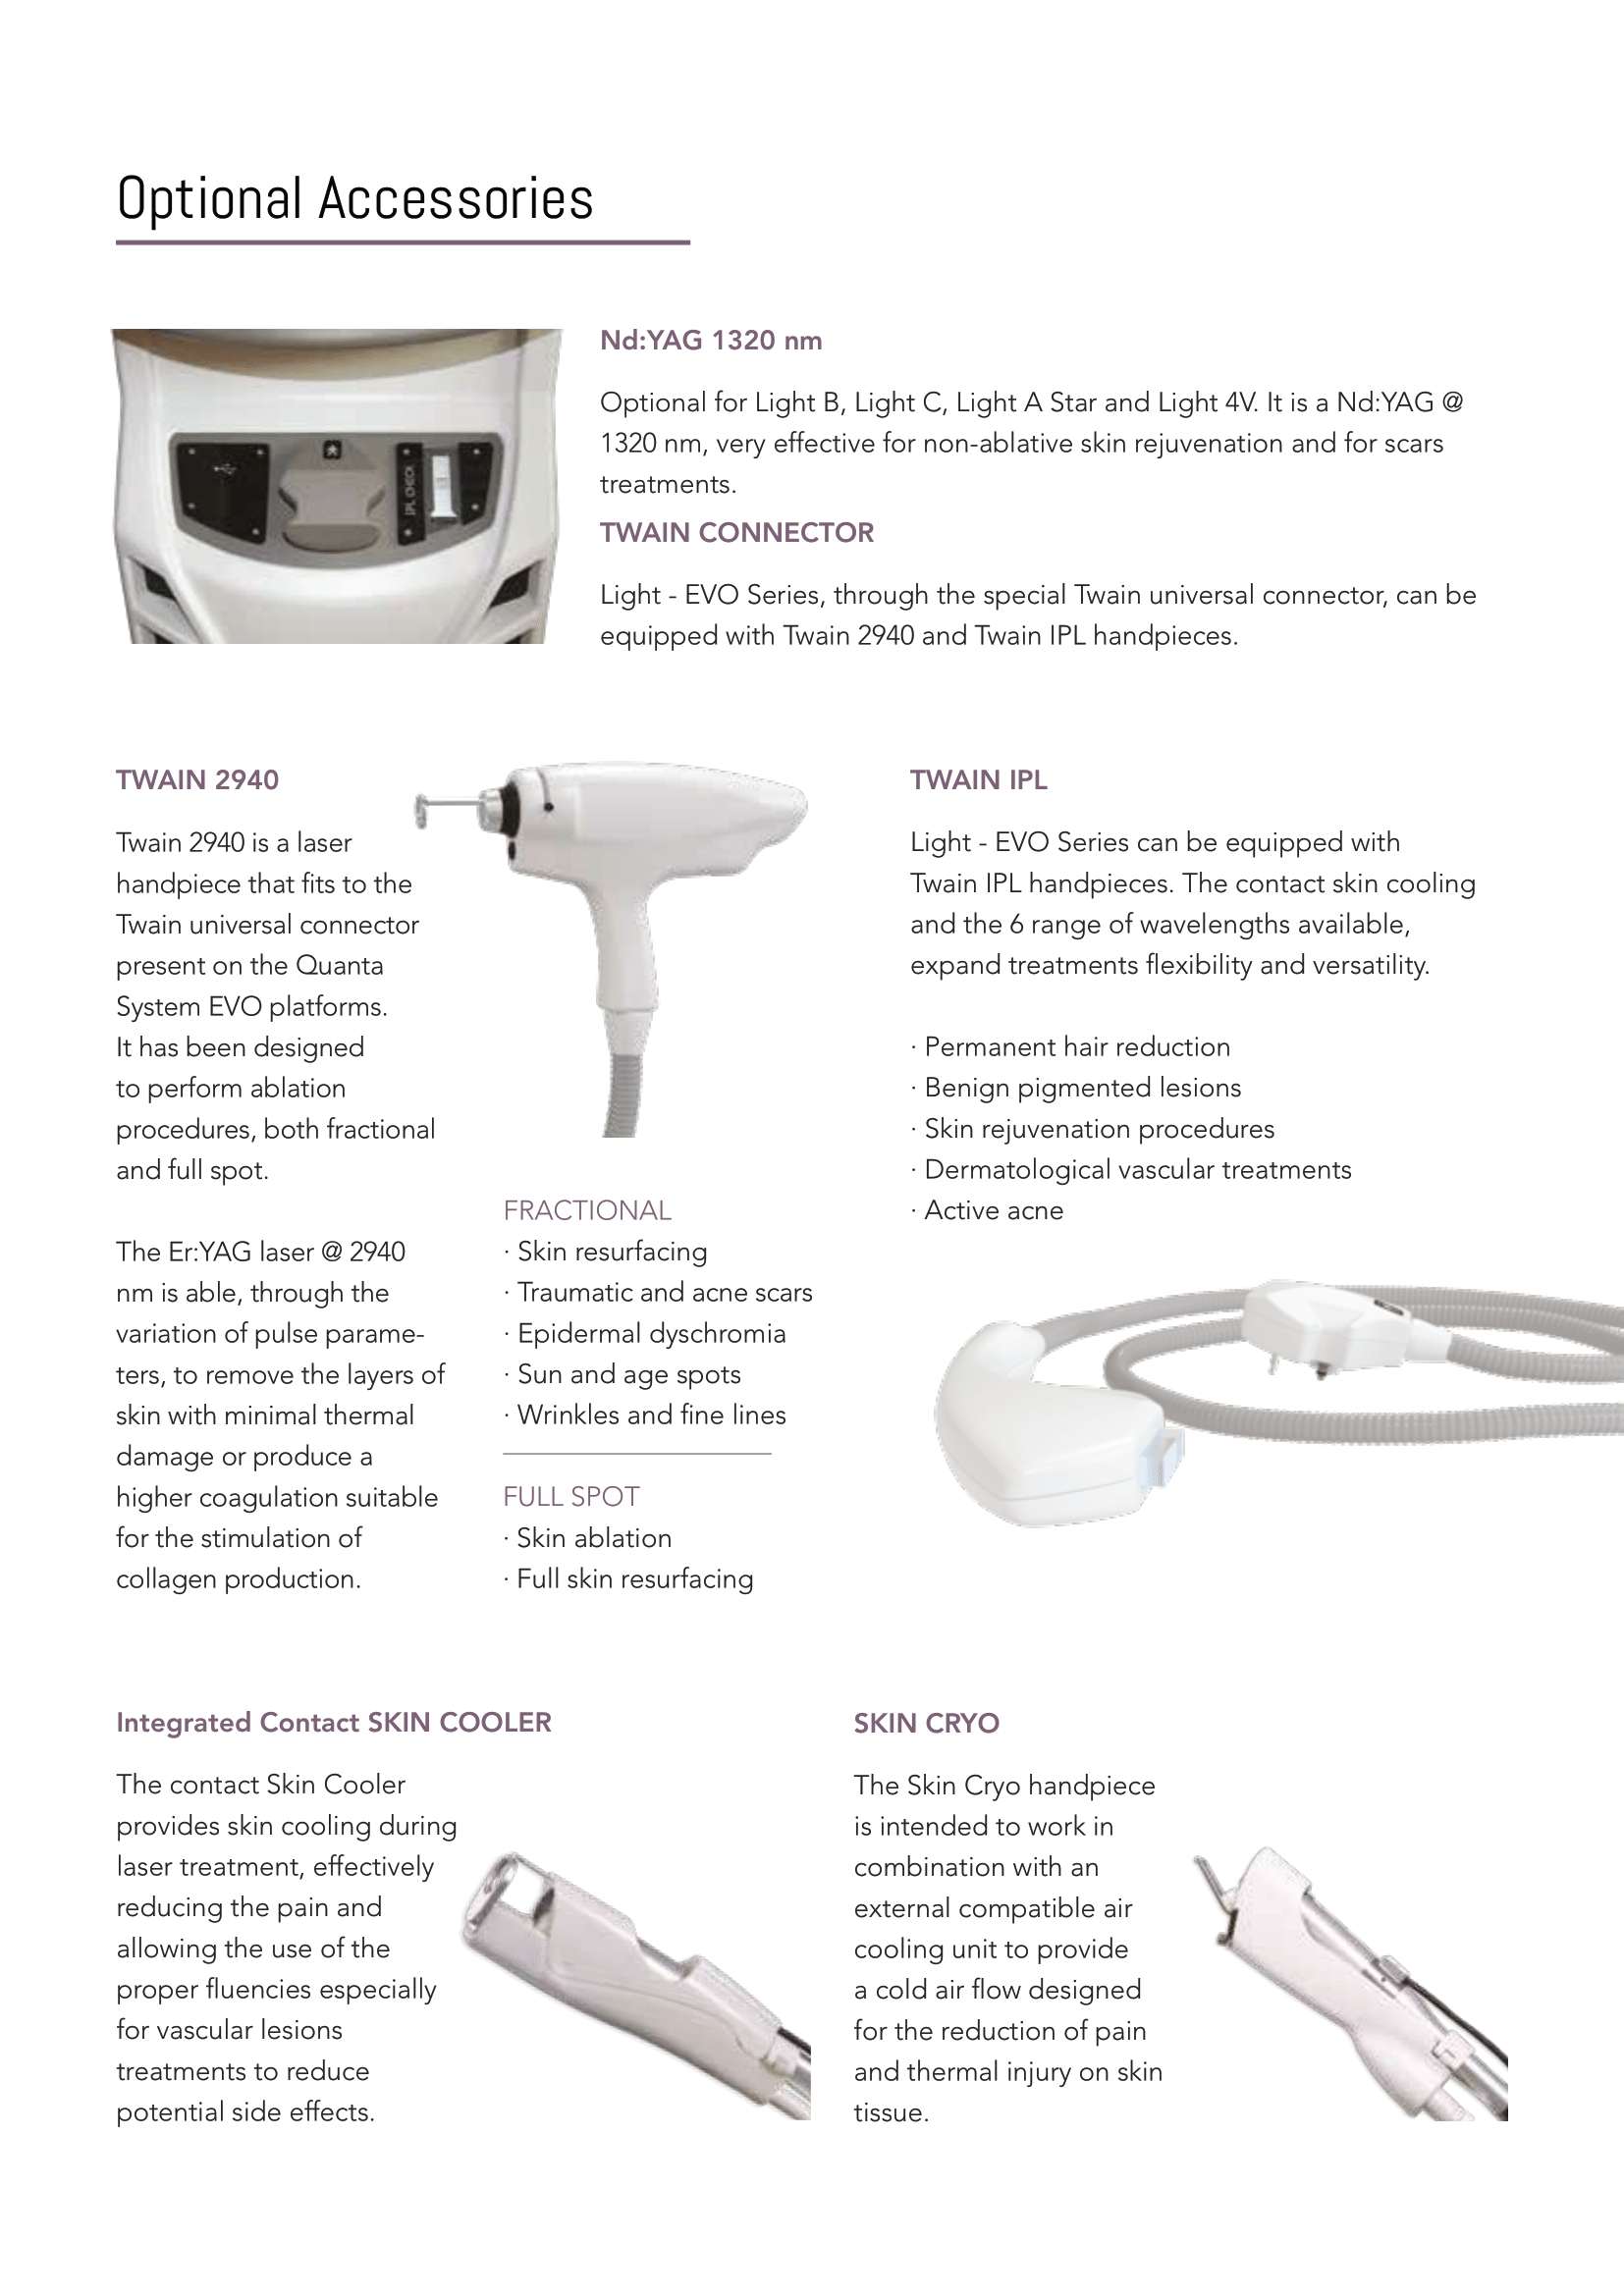 Optional Accessories
IPL CHECK
Nd:YAG 1320 nm
Optional for Light B, Light C, Light A Star and Light 4V. It is a Nd:YAG @
1320 nm, very effective for non-ablative skin rejuvenation and for scars
treatments.
TWAIN CONNECTOR
Light - EVO Series, through the special Twain universal connector, can be
equipped with Twain 2940 and Twain IPL handpieces.
TWAIN 2940
Twain 2940 is a laser
handpiece that fits to the
Twain universal connector
present on the Quanta
System EVO platforms.
It has been designed
to perform ablation
procedures, both fractional
and full spot.
The Er:YAG laser @ 2940
nm is able, through the
variation of pulse parame-
ters, to remove the layers of
skin with minimal thermal
damage or produce a
higher coagulation suitable
for the stimulation of
collagen production.
FRACTIONAL
· Skin resurfacing
· Traumatic and acne scars
· Epidermal dyschromia
· Sun and age spots
· Wrinkles and fine lines
FULL SPOT
· Skin ablation
· Full skin resurfacing
TWAIN IPL
Light - EVO Series can be equipped with
Twain IPL handpieces. The contact skin cooling
and the 6 range of wavelengths available,
expand treatments flexibility and versatility.
· Permanent hair reduction
· Benign pigmented lesions
· Skin rejuvenation procedures
· Dermatological vascular treatments
· Active acne
Integrated Contact SKIN COOLER
The contact Skin Cooler
provides skin cooling during
laser treatment, effectively
reducing the pain and
allowing the use of the
proper fluencies especially
for vascular lesions
treatments to reduce
potential side effects.
SKIN CRYO
The Skin Cryo handpiece
is intended to work in
combination with an
external compatible air
cooling unit to provide
a cold air flow designed
for the reduction of pain
and thermal injury on skin
tissue.